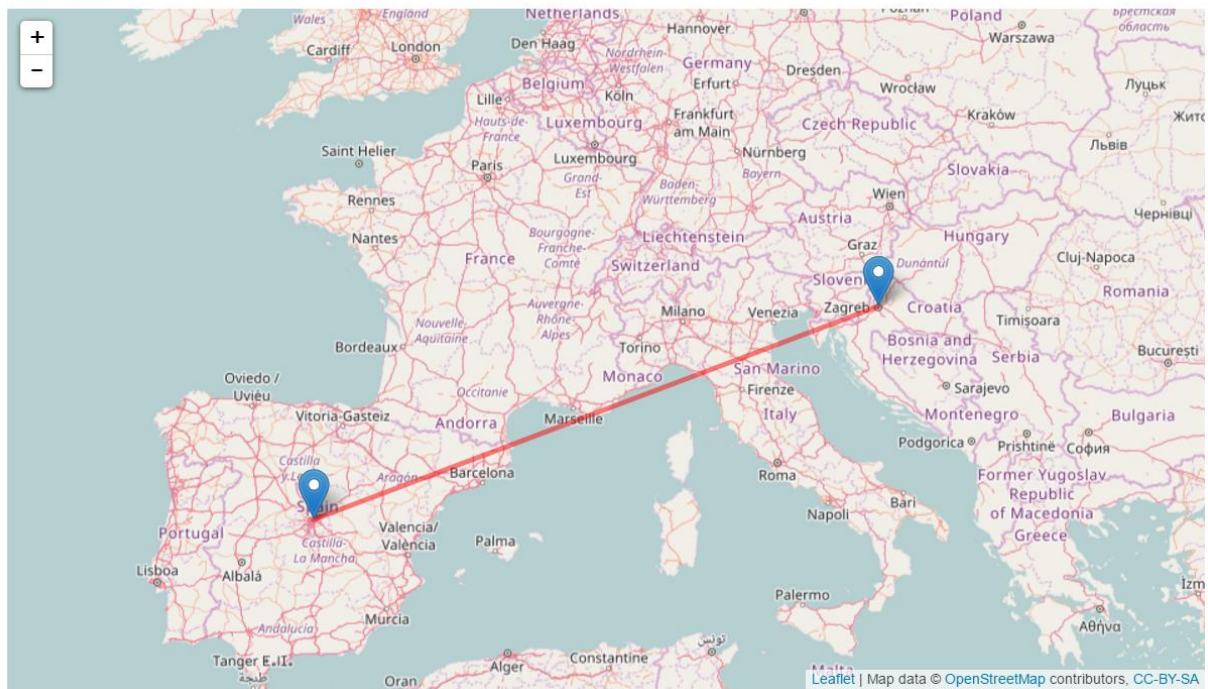 +
−
Wales
England
Cardiff
London
Netherlands
Den Haag
Nordrhein-
Westfalen
Hannover
Germany
Poland
Warszawa
Брестская
область
Belgium
Lille
Köln
Erfurt
Dresden
Wrocław
Луцьк
Hauts-de-
France
Luxembourg
Frankfurt
am Main
Czech Republic
Kraków
Львів
Saint Helier
Paris
Luxembourg
Grand-
Est
Nürnberg
Bayern
Slovakia
Rennes
Baden-
Württemberg
Wien
Austria
Чернівці
Nantes
Bourgogne-
Franche-
Comté
Liechtenstein
Graz
Hungary
France
Switzerland
Dunántúl
Cluj-Napoca
Auvergne-
Rhône-
Alpes
Milano
Venezia
Zagreb
Croatia
Romania
Nouvelle-
Aquitaine
Timișoara
Bordeaux
Torino
Bosnia and
Herzegovina
Serbia
București
Oviedo /
Uviéu
Occitanie
Monaco
San Marino
Firenze
Sarajevo
Vitoria-Gasteiz
Andorra
Marseille
Italy
Montenegro
Bulgaria
Podgorica
Prishtinë
София
Castilla
Aragón
Barcelona
Roma
Former Yugoslav
Republic
of Macedonia
Spain
Napoli
Bari
Portugal
Castilla-
La Mancha
Valencia/
València
Palma
Greece
Lisboa
Albalá
Murcia
Palermo
Αθήνα
Andalucía
Tanger ⵟⴰⵏⵊⴰ
طنجة
Oran
Alger
Constantine
تونس
Malta
Leaflet | Map data © OpenStreetMap contributors, CC-BY-SA